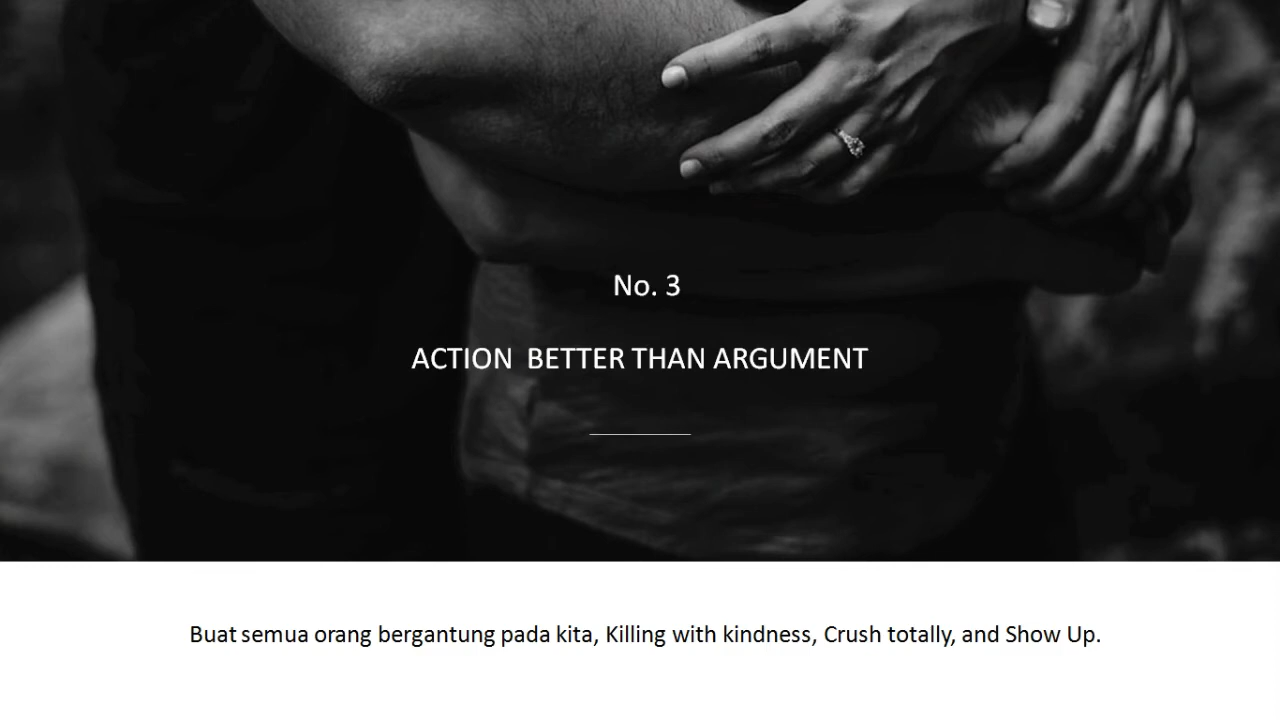 No. 3
ACTION  BETTER THAN ARGUMENT
Buat semua orang bergantung pada kita, Killing with kindness, Crush totally, and Show Up.